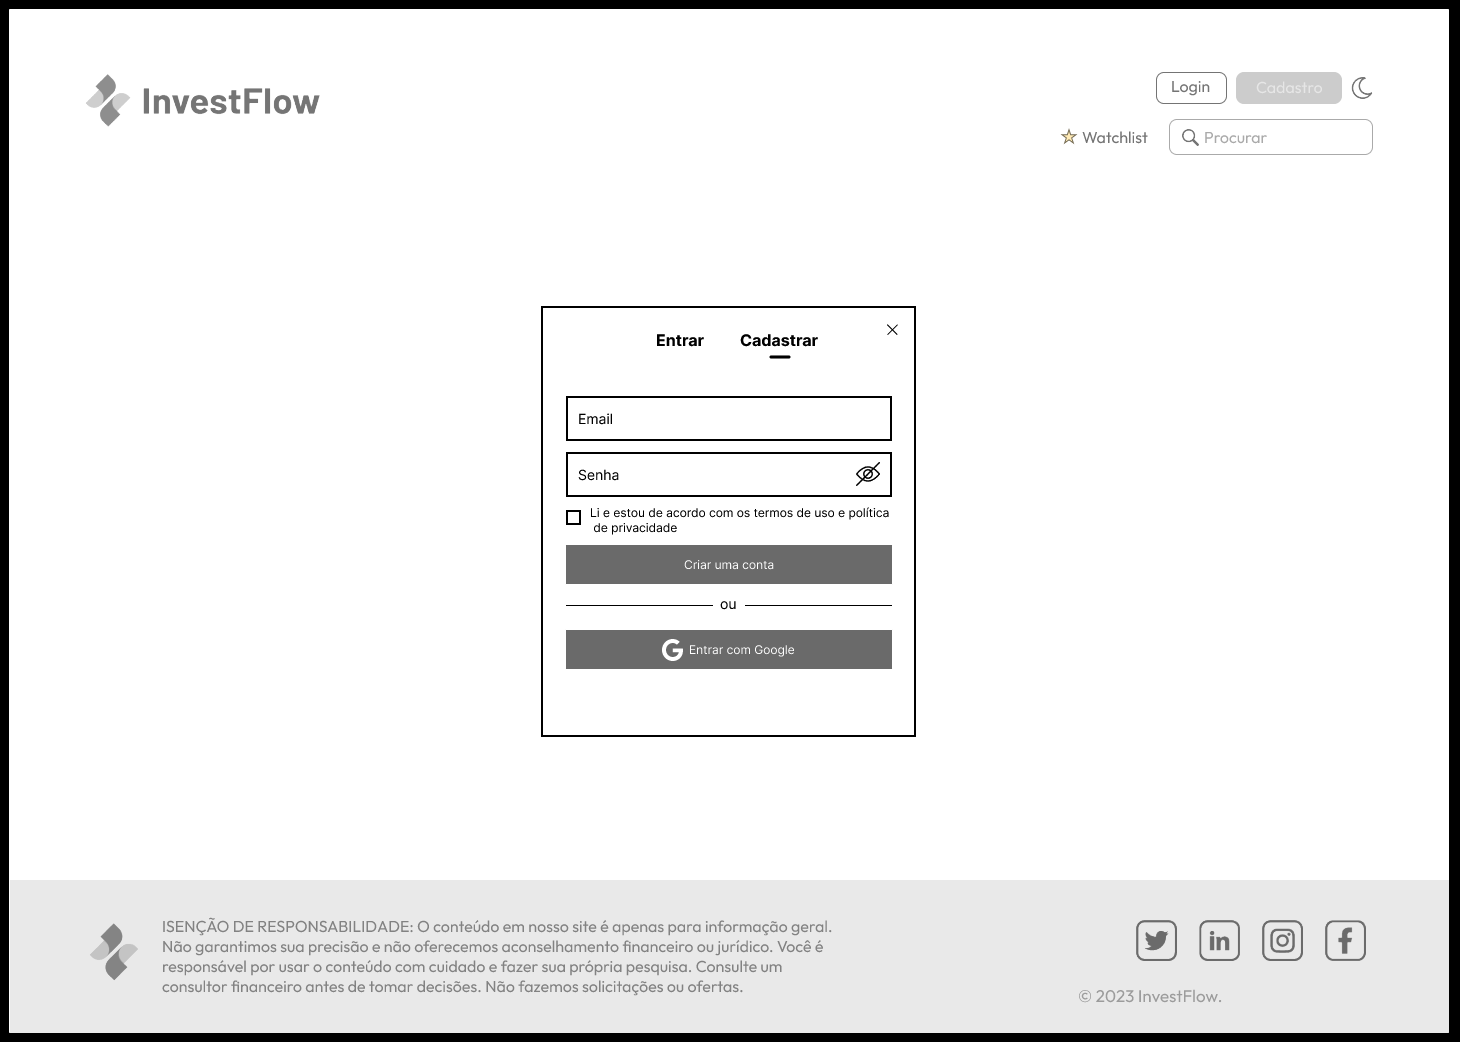 InvestFlow
Login
Cadastro
Watchlist
Procurar
Entrar
Cadastrar
Email
Senha
Li e estou de acordo com os termos de uso e política
de privacidade
Criar uma conta
ou
Entrar com Google
ISENÇÃO DE RESPONSABILIDADE: O conteúdo em nosso site é apenas para informação geral.
Não garantimos sua precisão e não oferecemos aconselhamento financeiro ou jurídico. Você é
responsável por usar o conteúdo com cuidado e fazer sua própria pesquisa. Consulte um
consultor financeiro antes de tomar decisões. Não fazemos solicitações ou ofertas.
© 2023 InvestFlow.